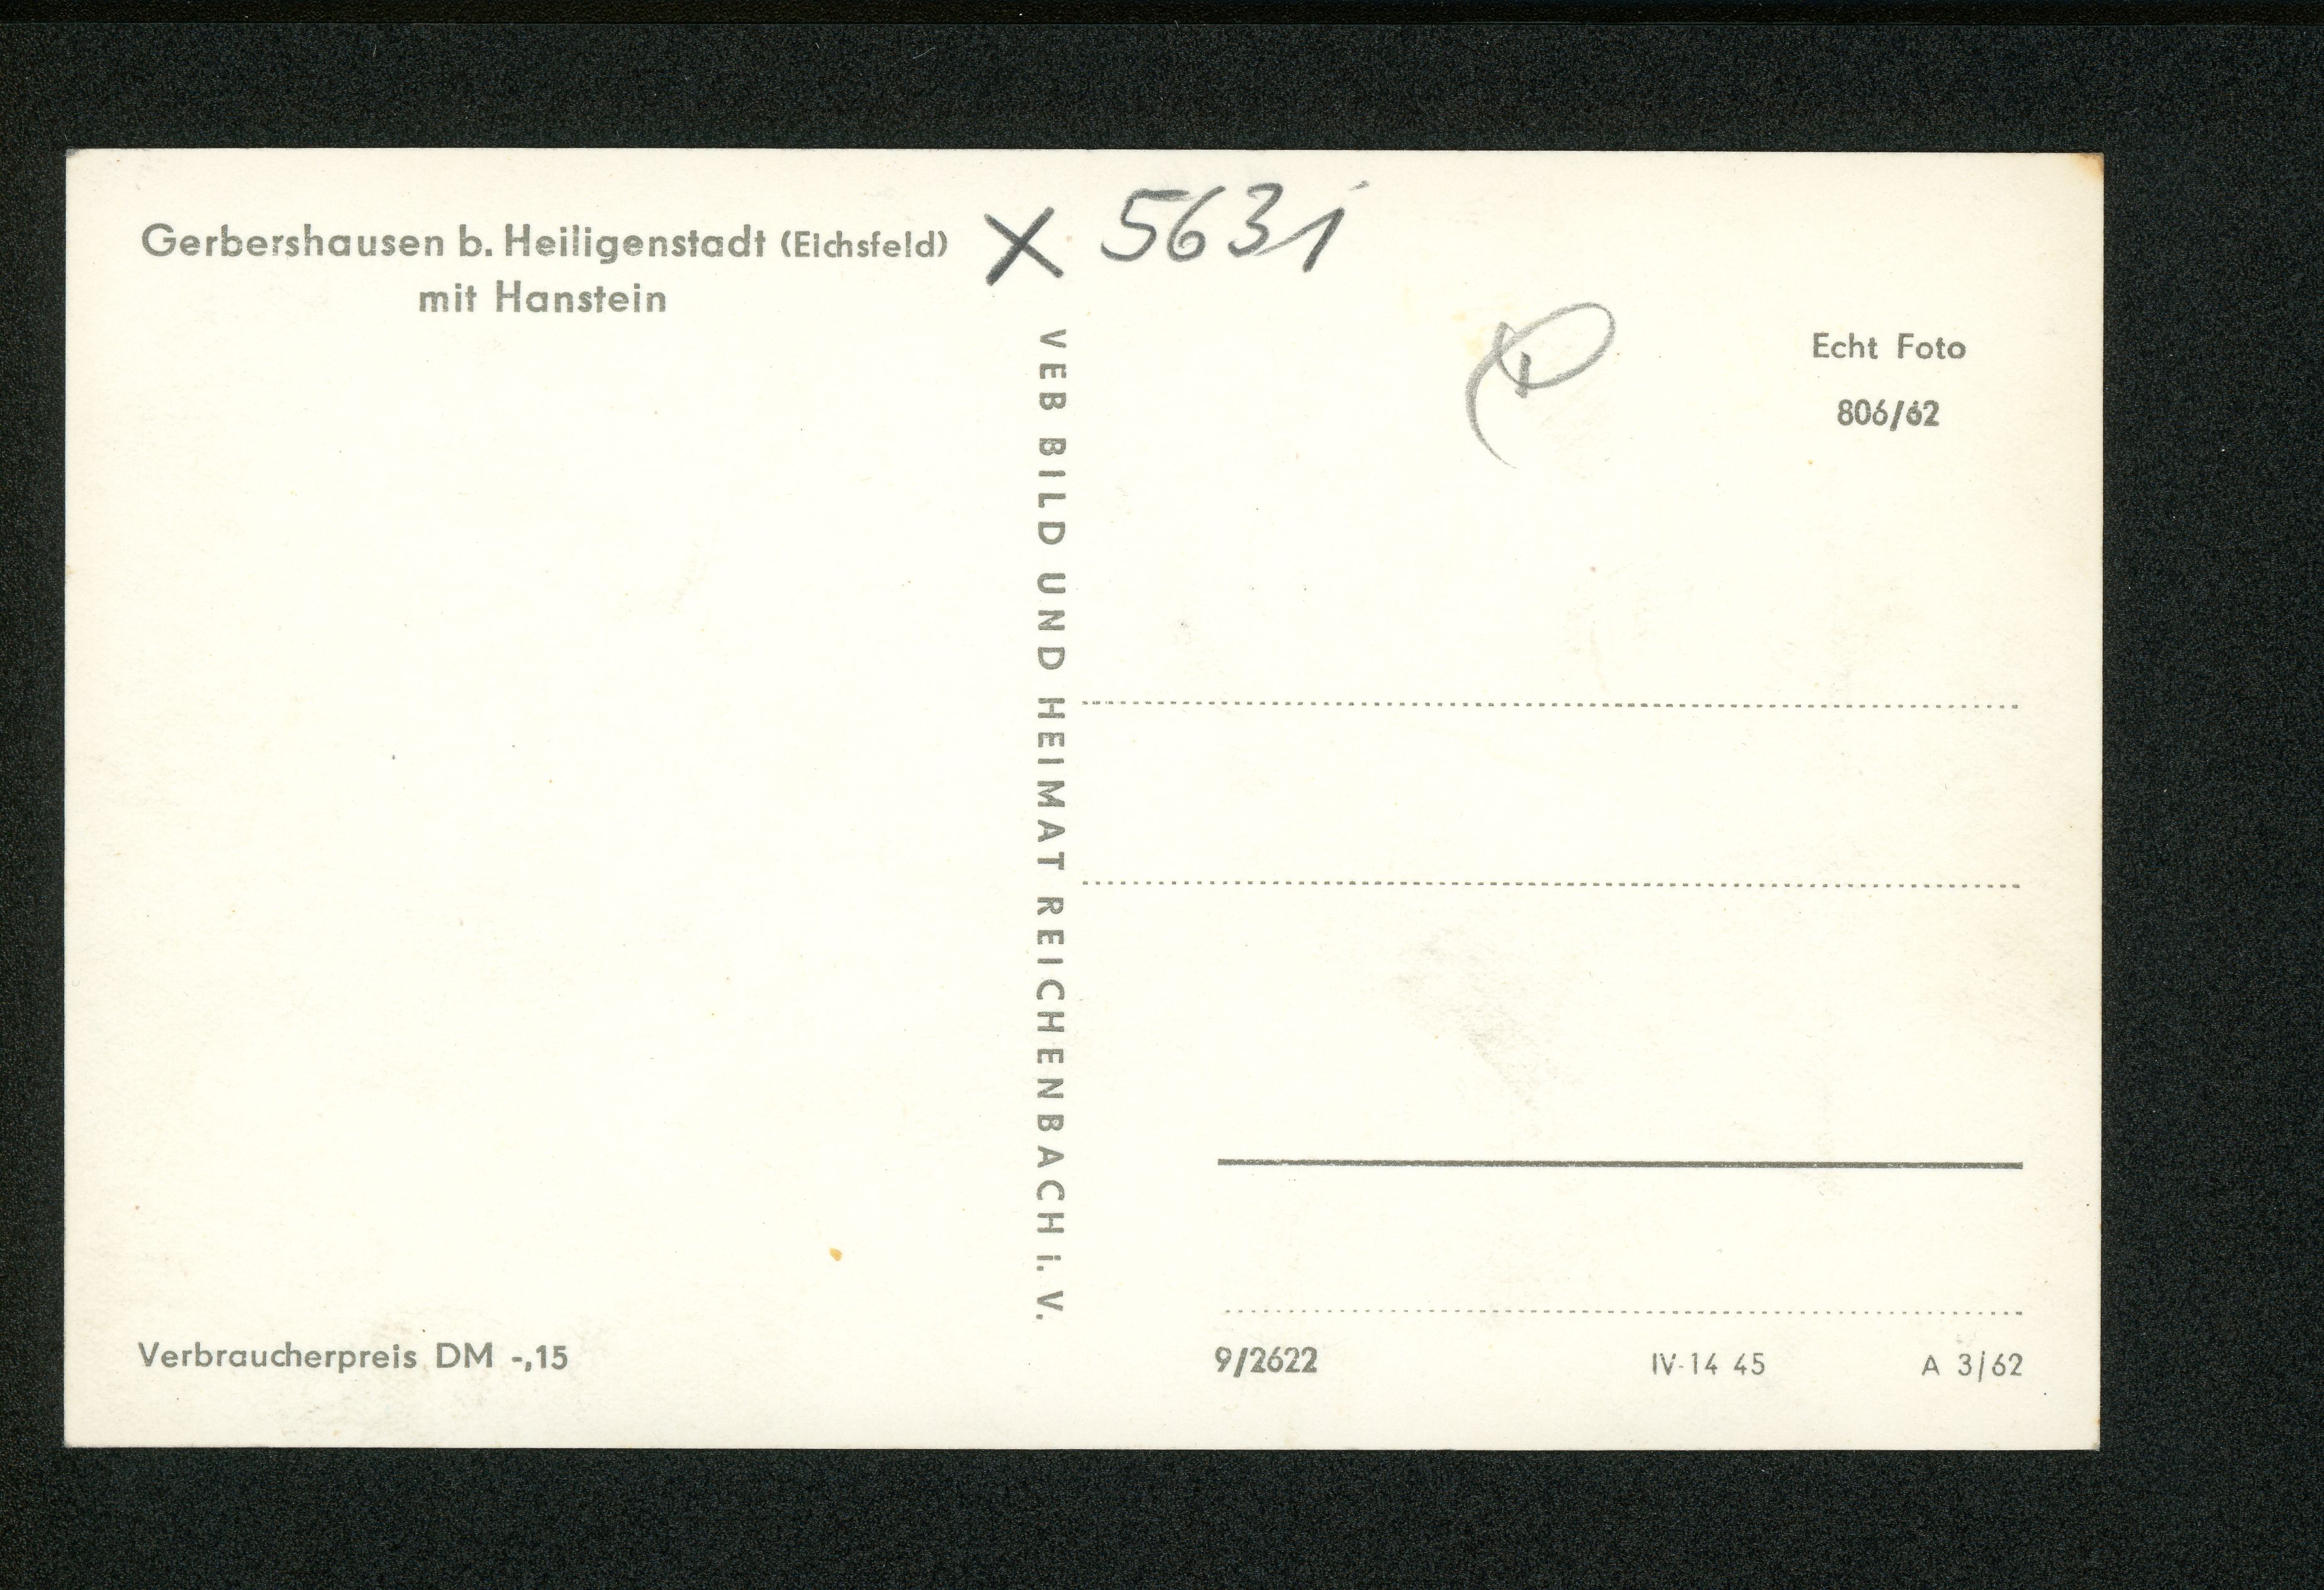 Gerbershausen b. Heiligenstadt (Eichsfeld)
mit Hanstein
X 5631
VEB BILD UND HEIMAT REICHENBACH i. V.
Echt Foto
806/62
Verbraucherpreis DM -,15
9/2622
IV-14 45
A 3/62